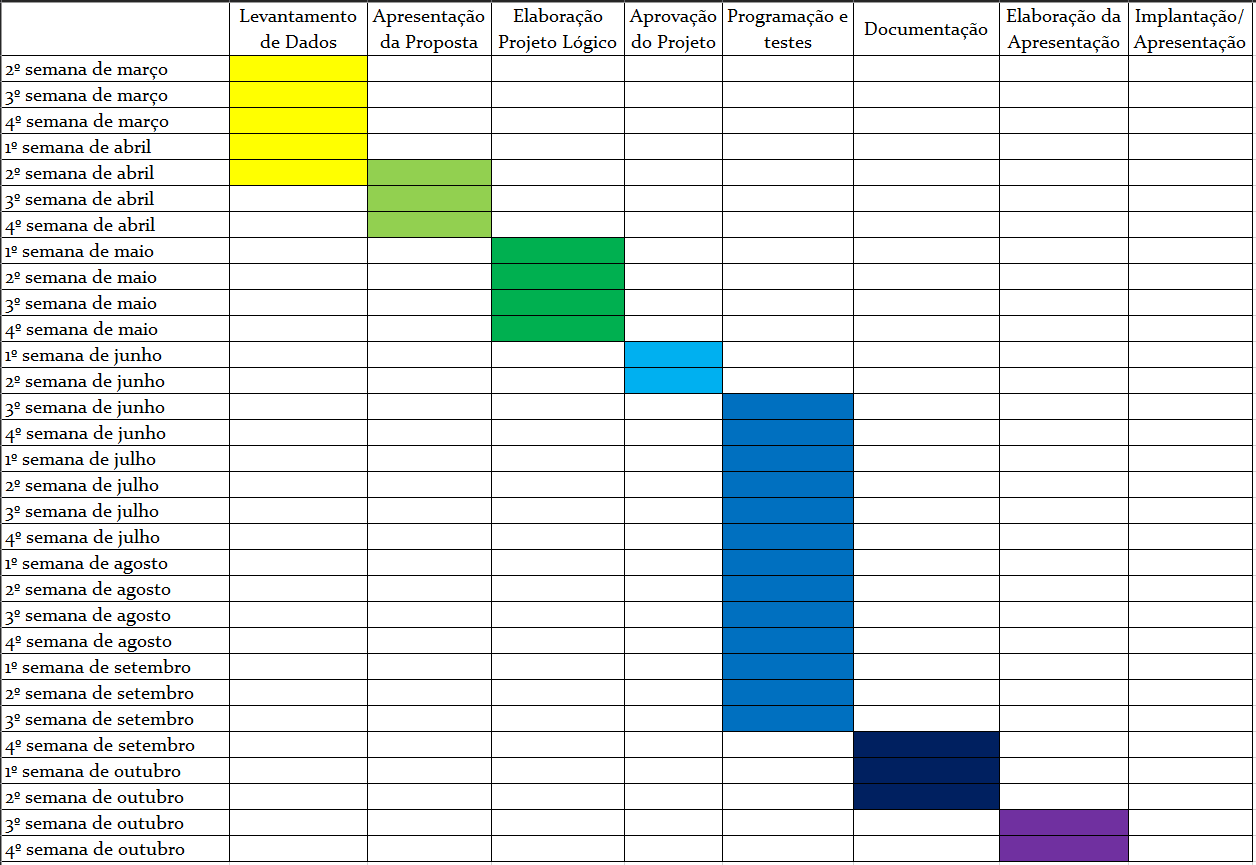 Levantamento
de Dados
Apresentação
da Proposta
Elaboração
Projeto Lógico
Aprovação
do Projeto
Programação e
testes
Documentação
Elaboração da
Apresentação
Implantação/
Apresentação
2º semana de março
3º semana de março
4º semana de março
1º semana de abril
2º semana de abril
3º semana de abril
4º semana de abril
1º semana de maio
2º semana de maio
3º semana de maio
4º semana de maio
1º semana de junho
2º semana de junho
3º semana de junho
4º semana de junho
1º semana de julho
2º semana de julho
3º semana de julho
4º semana de julho
1º semana de agosto
2º semana de agosto
3º semana de agosto
4º semana de agosto
1º semana de setembro
2º semana de setembro
3º semana de setembro
4º semana de setembro
1º semana de outubro
2º semana de outubro
3º semana de outubro
4º semana de outubro